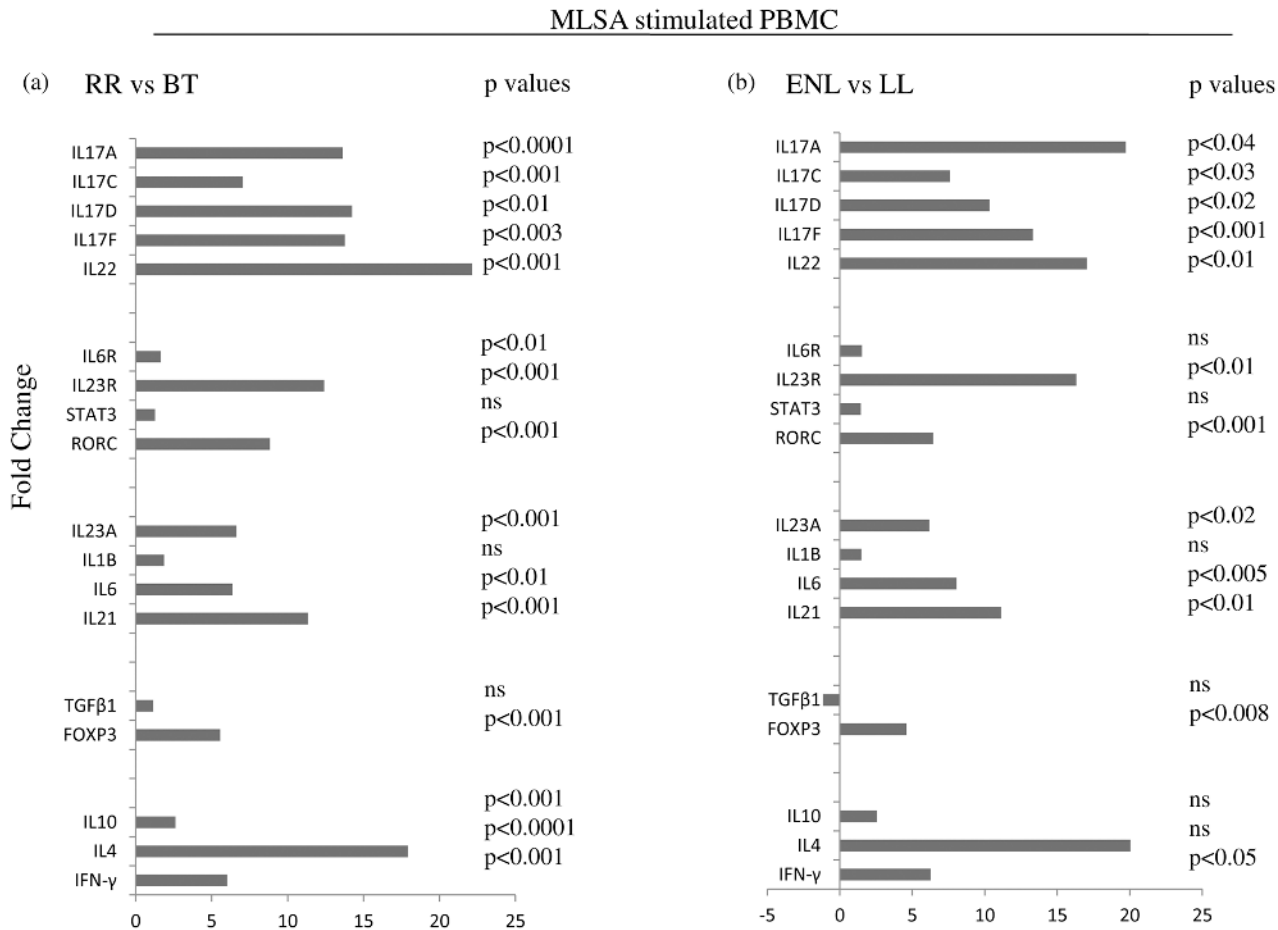 MLSA stimulated PBMC
(a) RR vs BT p values
IL17A p<0.0001
IL17C p<0.001
IL17D p<0.01
IL17F p<0.003
IL22 p<0.001
IL6R p<0.01
IL23R p<0.001
STAT3 ns
RORC p<0.001
IL23A p<0.001
IL1B ns
IL6 p<0.01
IL21 p<0.001
TGFβ1 ns
FOXP3 p<0.001
IL10 p<0.001
IL4 p<0.0001
IFN-γ p<0.001
0 5 10 15 20 25
Fold Change
(b) ENL vs LL p values
IL17A p<0.04
IL17C p<0.03
IL17D p<0.02
IL17F p<0.001
IL22 p<0.01
IL6R ns
IL23R p<0.01
STAT3 ns
RORC p<0.001
IL23A p<0.02
IL1B ns
IL6 p<0.005
IL21 p<0.01
TGFβ1 ns
FOXP3 p<0.008
IL10 ns
IL4 ns
IFN-γ p<0.05
-5 0 5 10 15 20 25